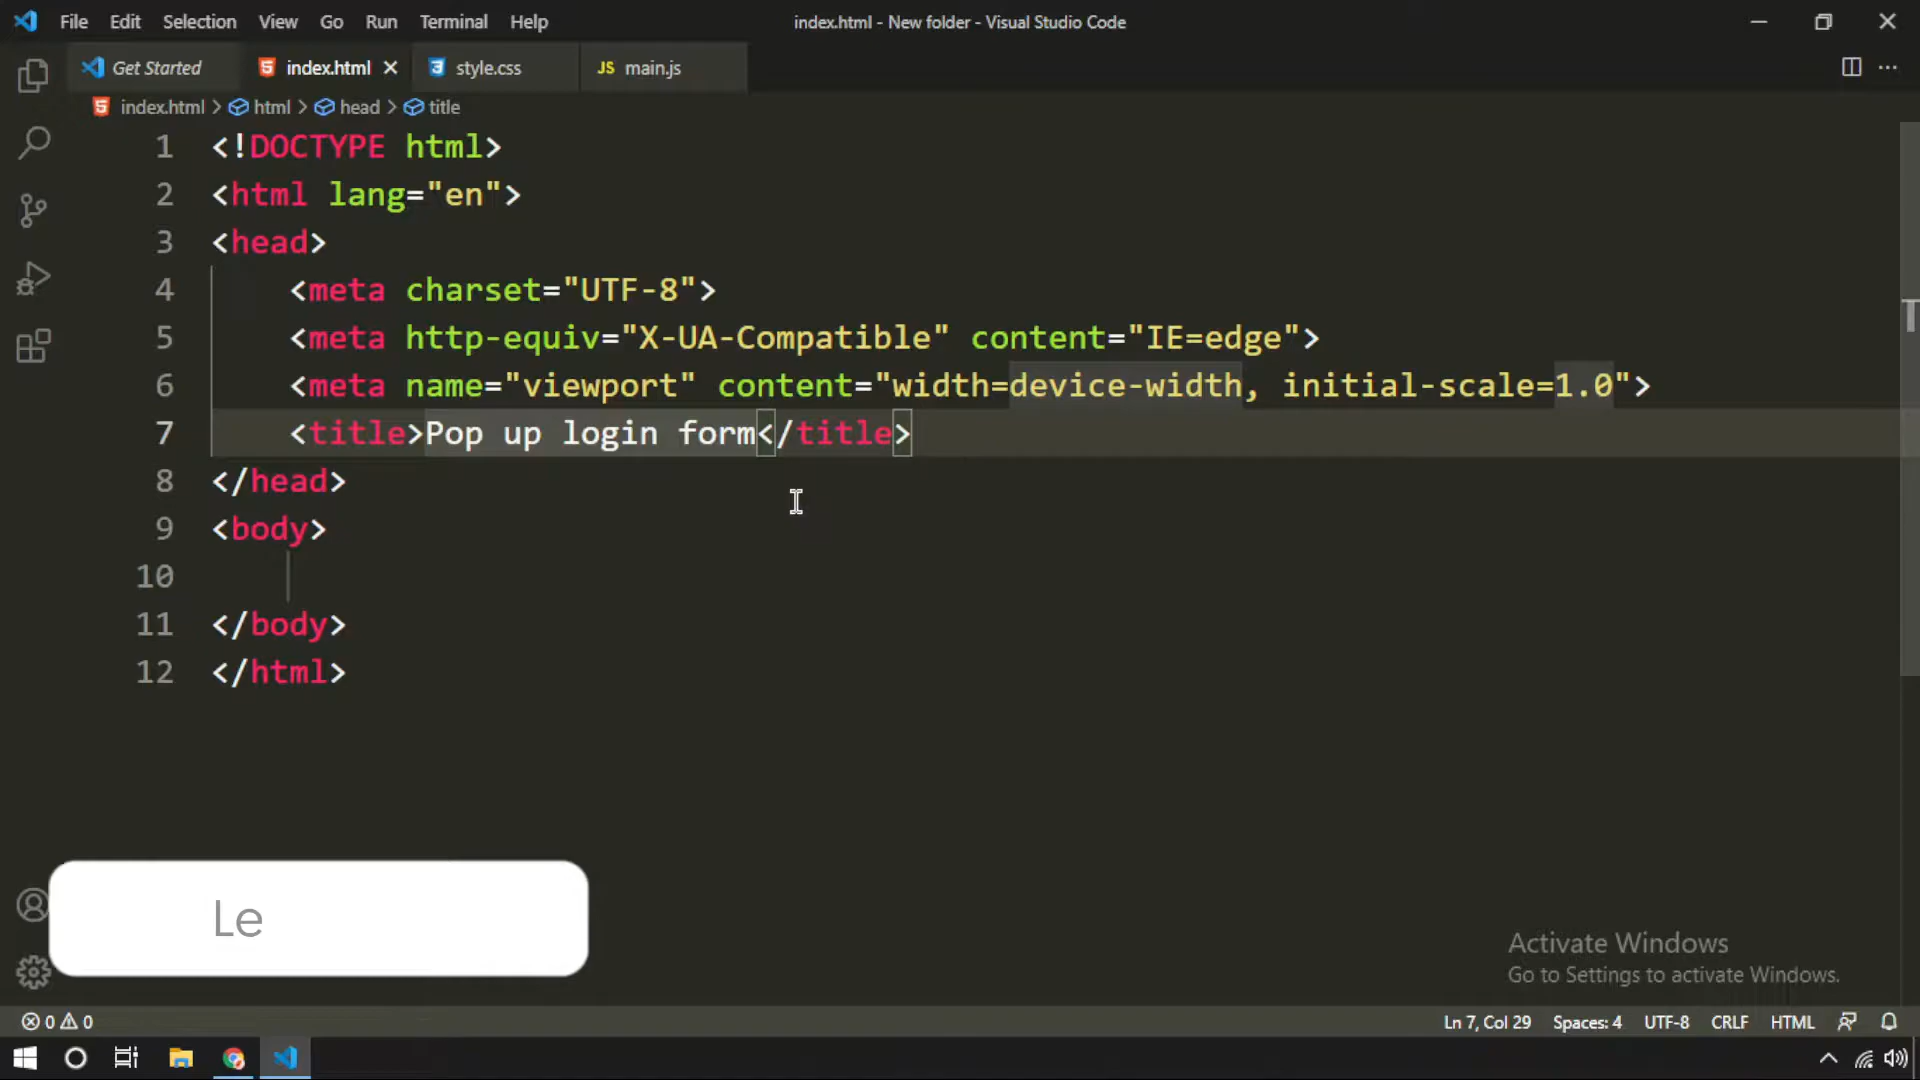 File Edit Selection View Go Run Terminal Help index.html - New folder - Visual Studio Code
Get Started index.html style.css JS main.js
index.html > html > head > title
1 <!DOCTYPE html>
2 <html lang="en">
3 <head>
4 <meta charset="UTF-8">
5 <meta http-equiv="X-UA-Compatible" content="IE=edge">
6 <meta name="viewport" content="width=device-width, initial-scale=1.0">
7 <title>Pop up login form</title>
8 </head>
9 <body>
10
11 </body>
12 </html>
Le
Activate Windows
Go to Settings to activate Windows.
0 0 Ln 7, Col 29 Spaces: 4 UTF-8 CRLF HTML